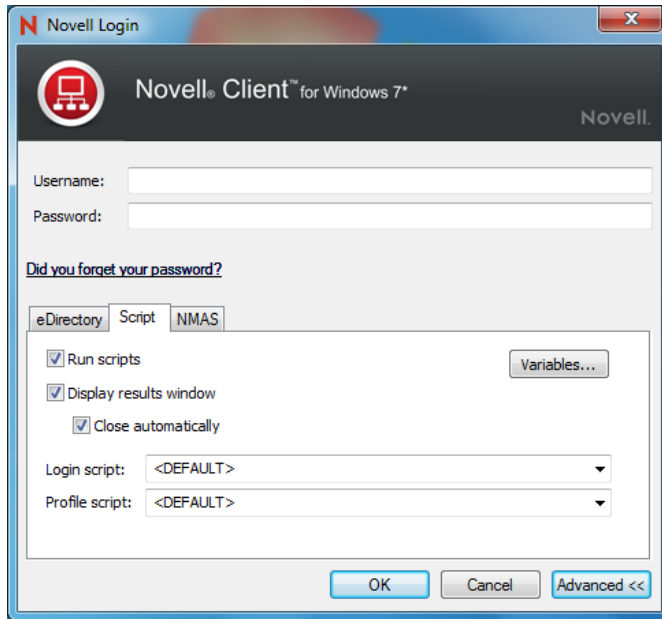 Novell Login
Novell® Client™ for Windows 7*
Novell.
Username:
Password:
Did you forget your password?
eDirectory Script NMAS
Run scripts Variables...
Display results window
Close automatically
Login script: <DEFAULT>
Profile script: <DEFAULT>
OK Cancel Advanced <<